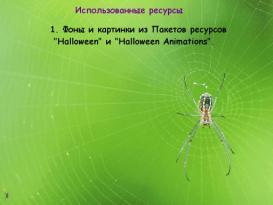 Использованные ресурсы
1. Фоны и картинки из Пакетов ресурсов
"Halloween" и "Halloween Animations".